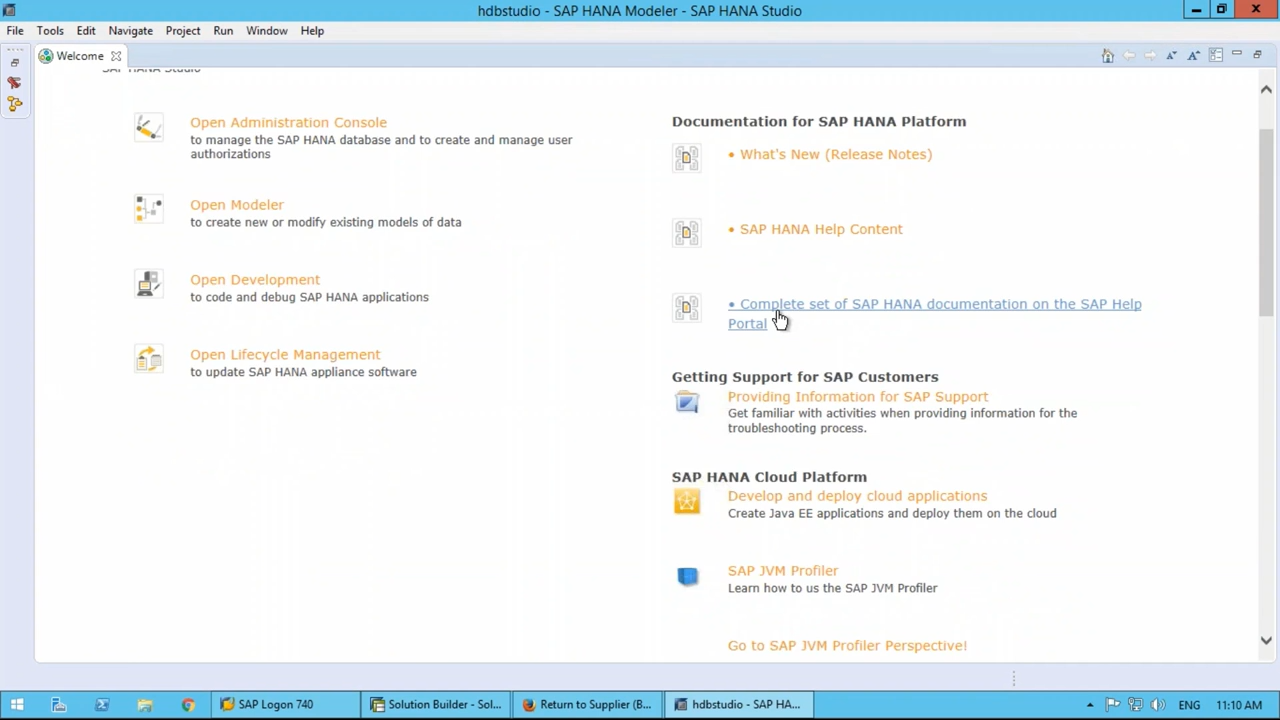 hdbstudio - SAP HANA Modeler - SAP HANA Studio
File Tools Edit Navigate Project Run Window Help
Welcome
SAP HANA Studio
Open Administration Console
to manage the SAP HANA database and to create and manage user
authorizations
Open Modeler
to create new or modify existing models of data
Open Development
to code and debug SAP HANA applications
Open Lifecycle Management
to update SAP HANA appliance software
Documentation for SAP HANA Platform
• What's New (Release Notes)
• SAP HANA Help Content
• Complete set of SAP HANA documentation on the SAP Help
Portal
Getting Support for SAP Customers
Providing Information for SAP Support
Get familiar with activities when providing information for the
troubleshooting process.
SAP HANA Cloud Platform
Develop and deploy cloud applications
Create Java EE applications and deploy them on the cloud
SAP JVM Profiler
Learn how to us the SAP JVM Profiler
Go to SAP JVM Profiler Perspective!
SAP Logon 740 Solution Builder - Sol... Return to Supplier (B... hdbstudio - SAP HA... ENG 11:10 AM